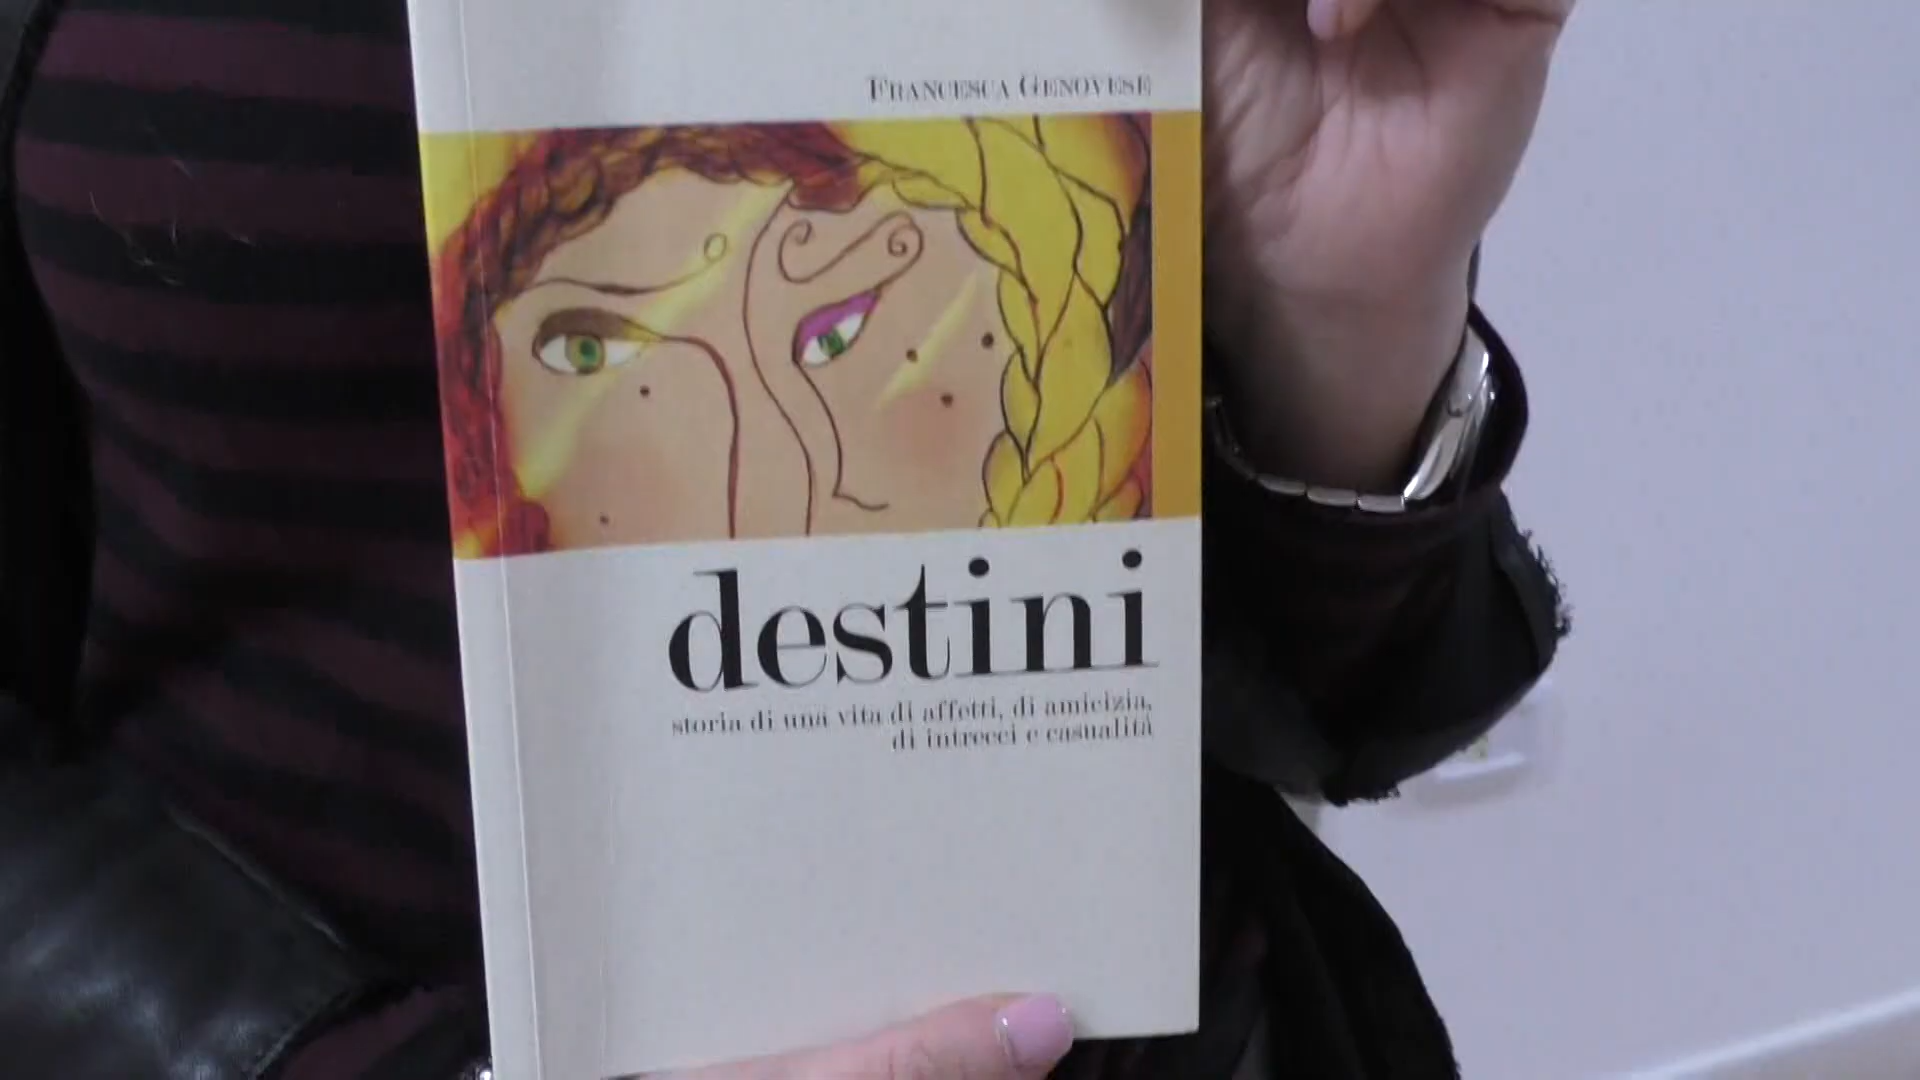 FRANCESCA GENOVESE
destini
storia di una vita di affetti, di amicizia,
di intrecci e casualità